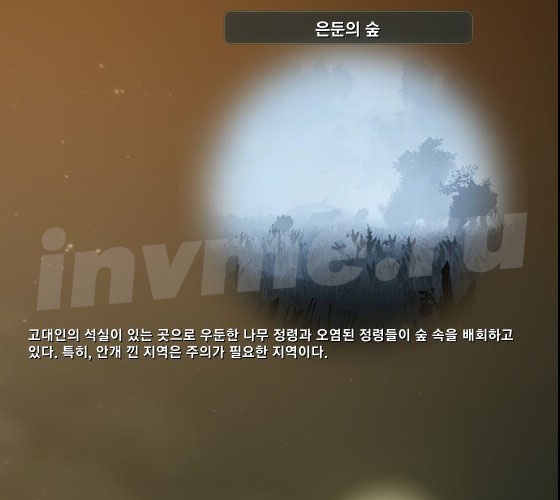 은둔의 숲
invme.ru
고대인의 석실이 있는 곳으로 우둔한 나무 정령과 오염된 정령들이 숲 속을 배회하고
있다. 특히, 안개 낀 지역은 주의가 필요한 지역이다.